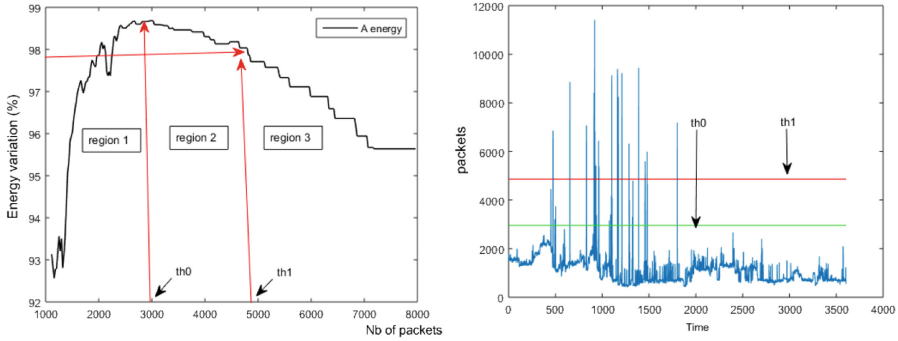 99
98
97
96
95
94
93
92
Energy variation (%)
A energy
region 1
region 2
region 3
th0
th1
1000 2000 3000 4000 5000 6000 7000 8000
Nb of packets
12000
10000
8000
6000
4000
2000
0
packets
th0
th1
0 500 1000 1500 2000 2500 3000 3500 4000
Time